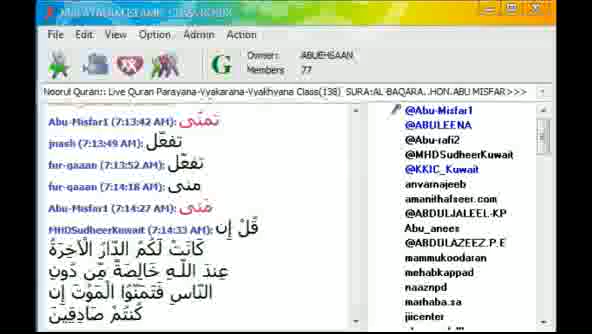 MALAYALAM ISLAMIC CLASS ROOM
File Edit View Option Admin Action
Owner: ABUEHSAAN
Members 77
Noorul Quran:: Live Quran Parayana-Vyakarana-Vyakhyana Class(138) SURA:AL-BAQARA..HON.ABU MISFAR>>>
Abu-Misfar1 (7:13:42 AM): تمنّى
jnash (7:13:49 AM): تفعّل
fur-qaaan (7:13:52 AM): تفعّل
fur-qaaan (7:14:18 AM): منى
Abu-Misfar1 (7:14:27 AM): مَنَى
MHDSudheerKuwait (7:14:33 AM): قُلْ إِن
كَانَتْ لَكُمُ الدَّارُ الْآخِرَةُ
عِندَ اللَّـهِ خَالِصَةً مِّن دُونِ
النَّاسِ فَتَمَنَّوُا الْمَوْتَ إِن
كُنتُمْ صَادِقِينَ
@Abu-Misfar1
@ABULEENA
@Abu-rafi2
@MHDSudheerKuwait
@KKIC_Kuwait
anvarnajeeb
amanithafseer.com
@ABDULJALEEL-KP
Abu_anees
@ABDULAZEEZ.P.E
mammukoodaran
mehabkappad
naaznpd
marhaba.sa
jiicenter